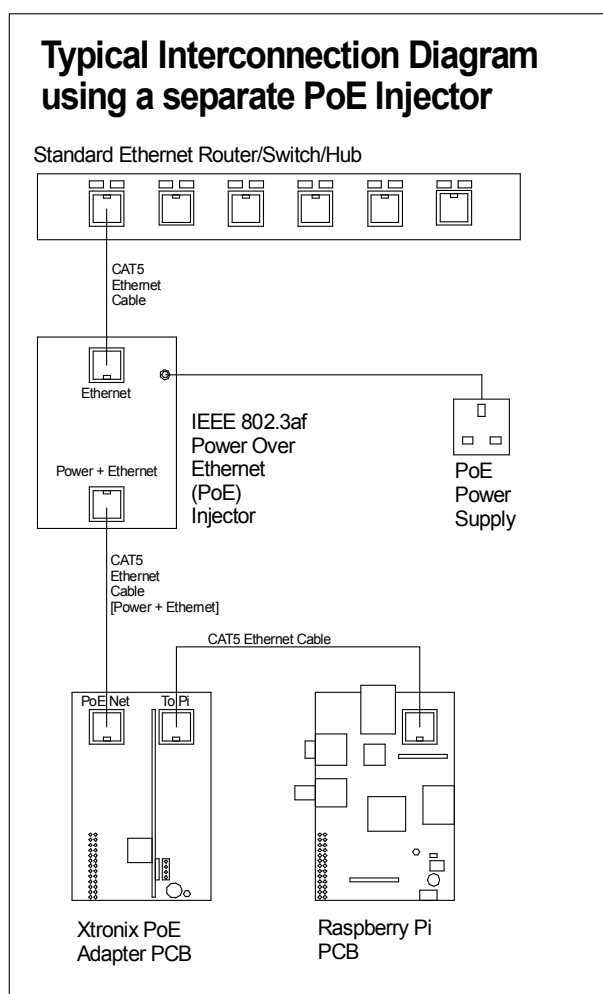 Typical Interconnection Diagram
using a separate PoE Injector
Standard Ethernet Router/Switch/Hub
CAT5
Ethernet
Cable
Ethernet
IEEE 802.3af
Power Over
Ethernet
(PoE)
Injector
Power + Ethernet
PoE
Power
Supply
CAT5
Ethernet
Cable
[Power + Ethernet]
CAT5 Ethernet Cable
PoE Net
To Pi
Xtronix PoE
Adapter PCB
Raspberry Pi
PCB